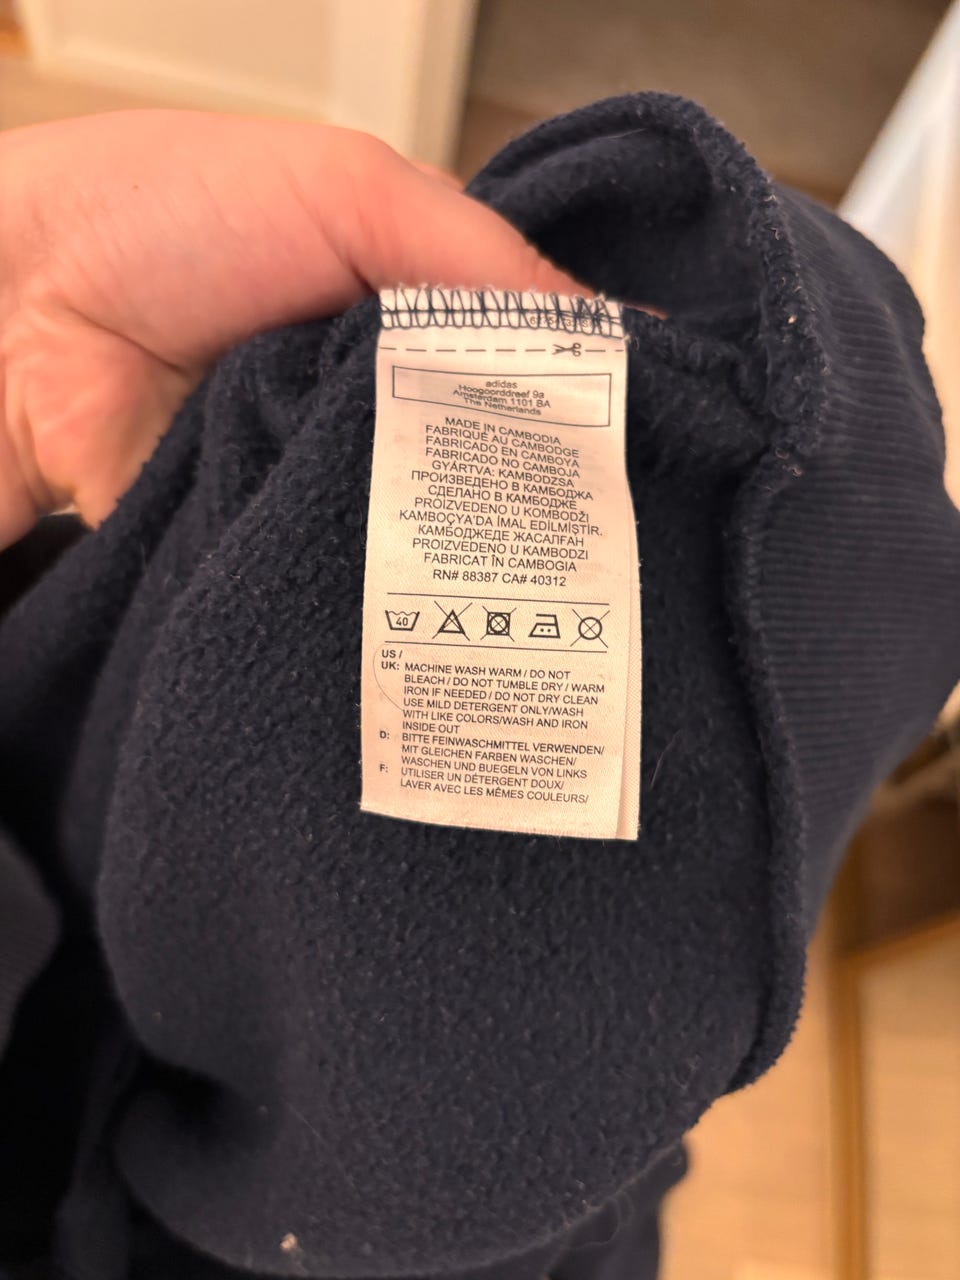 adidas
Hoogoorddreef 9a
Amsterdam 1101 BA
The Netherlands
MADE IN CAMBODIA
FABRIQUÉ AU CAMBODGE
FABRICADO EN CAMBOYA
FABRICADO NO CAMBOJA
GYÁRTVA: KAMBODZSA
ПРОИЗВЕДЕНО В КАМБОДЖА
СДЕЛАНО В КАМБОДЖЕ
PROIZVEDENO U KOMBODŽI
KAMBOÇYA'DA İMAL EDİLMİŞTİR.
КАМБОДЖЕДЕ ЖАСАЛҒАН
PROIZVEDENO U KAMBODZI
FABRICAT ÎN CAMBOGIA
RN# 88387 CA# 40312
40
US /
UK: MACHINE WASH WARM / DO NOT
BLEACH / DO NOT TUMBLE DRY / WARM
IRON IF NEEDED / DO NOT DRY CLEAN
USE MILD DETERGENT ONLY/WASH
WITH LIKE COLORS/WASH AND IRON
INSIDE OUT
D: BITTE FEINWASCHMITTEL VERWENDEN/
MIT GLEICHEN FARBEN WASCHEN/
WASCHEN UND BUEGELN VON LINKS
F: UTILISER UN DÉTERGENT DOUX/
LAVER AVEC LES MÊMES COULEURS/